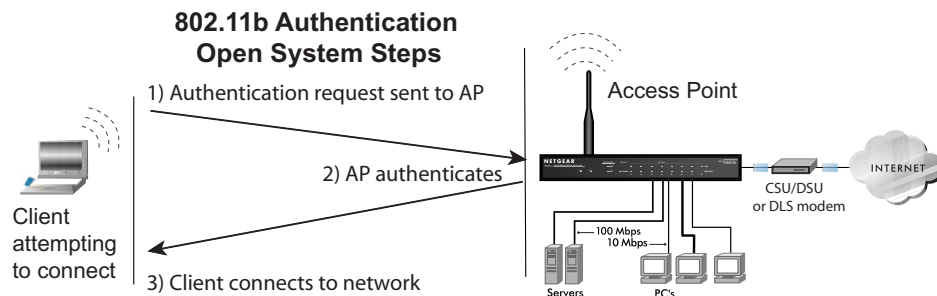 802.11b Authentication
Open System Steps
1) Authentication request sent to AP
Access Point
NETGEAR
2) AP authenticates
INTERNET
CSU/DSU
or DLS modem
Client
attempting
to connect
100 Mbps
10 Mbps
3) Client connects to network
Servers
PC's